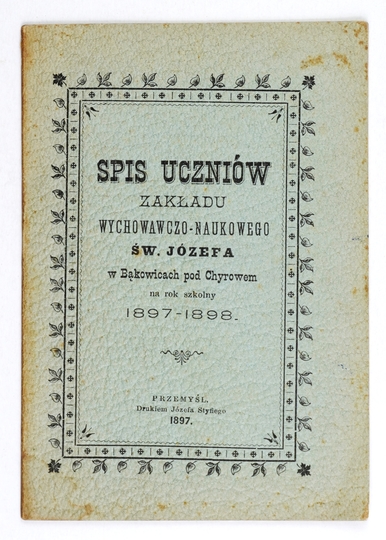 SPIS UCZNIÓW
ZAKŁADU
WYCHOWAWCZO-NAUKOWEGO
ŚW. JÓZEFA
w Bąkowicach pod Chyrowem
na rok szkolny
1897-1898.
PRZEMYŚL.
Drukiem Józefa Styfiego
1897.